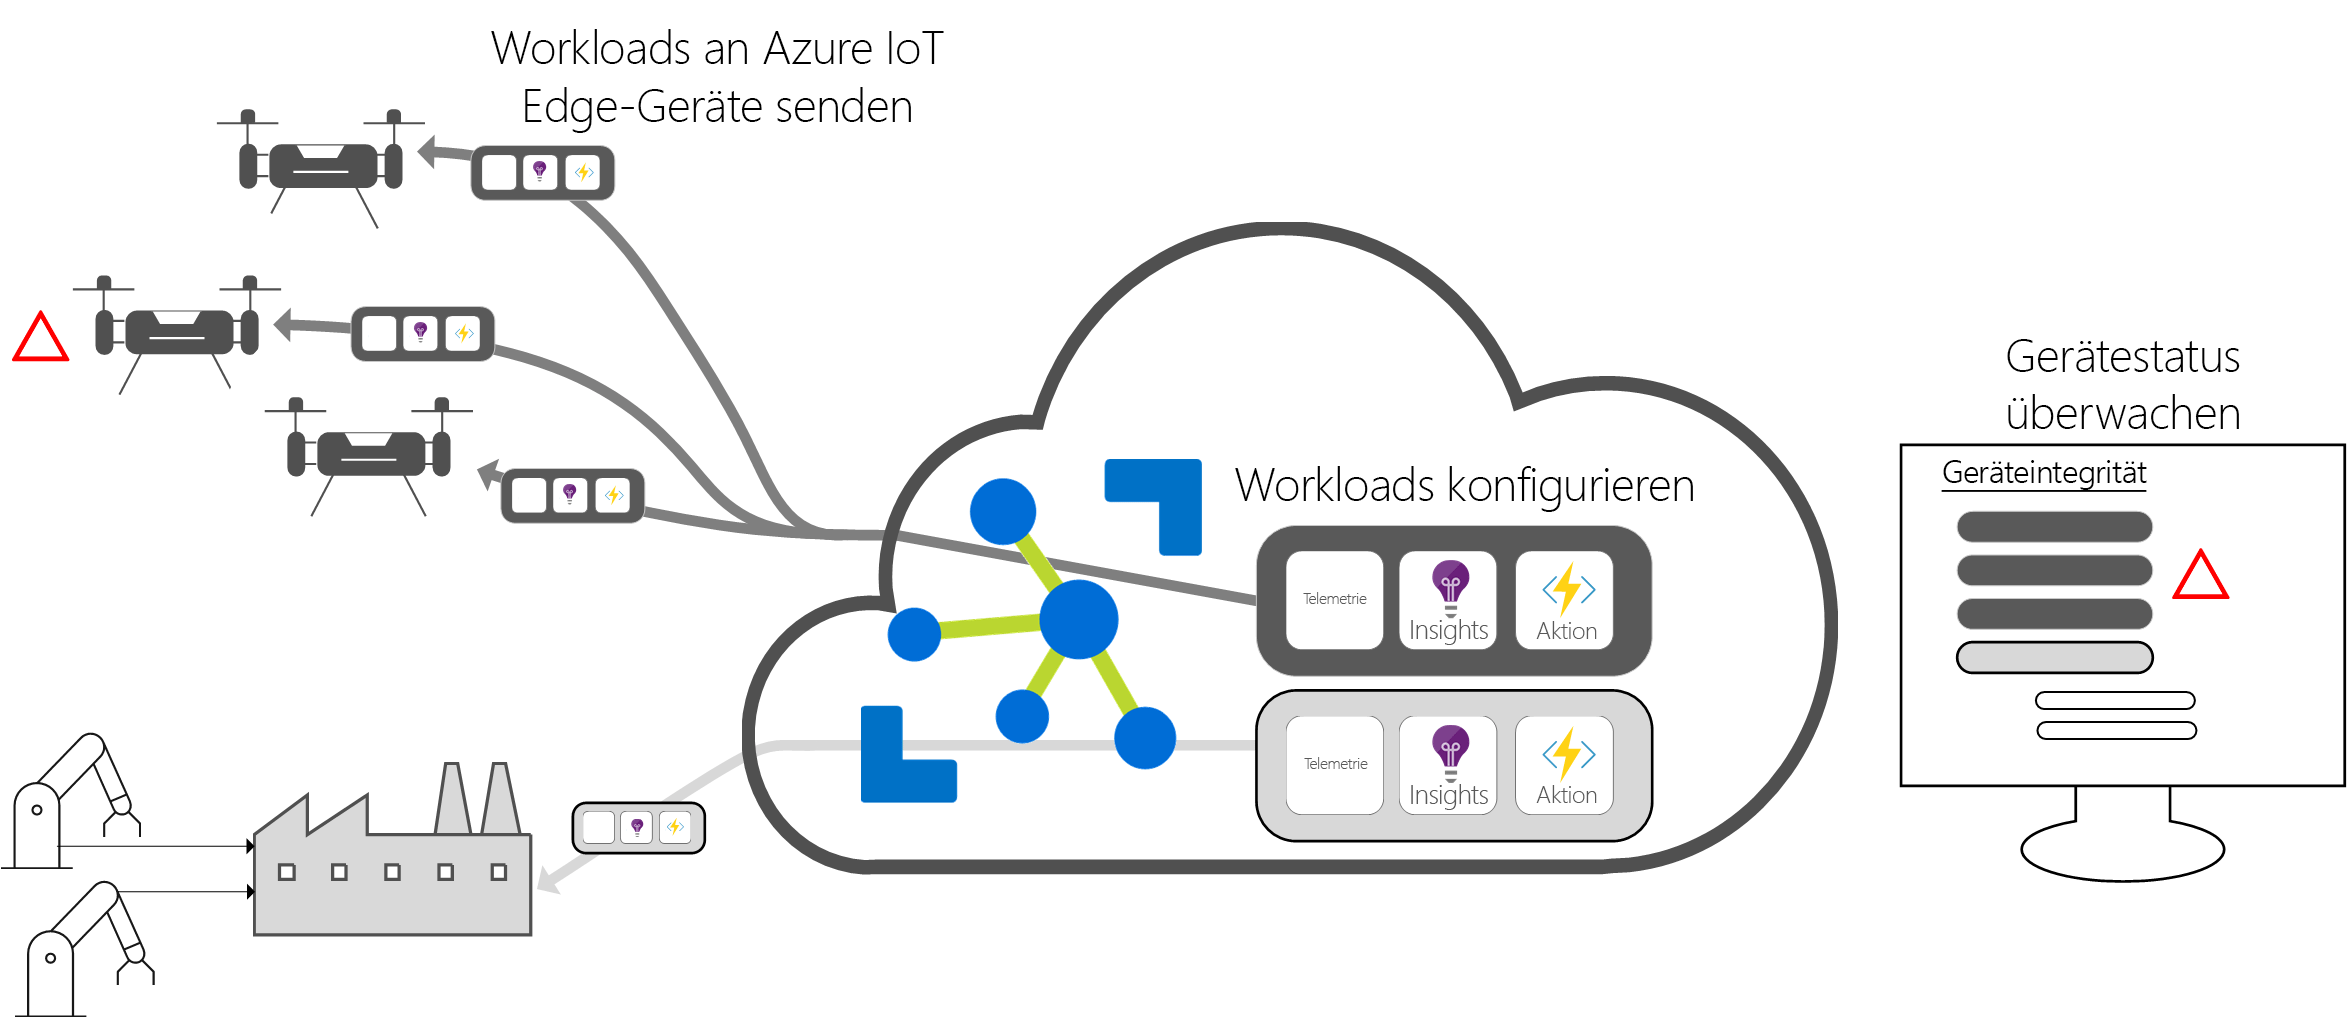 Workloads an Azure IoT
Edge-Geräte senden
Workloads konfigurieren
Telemetrie
Insights
Aktion
Telemetrie
Insights
Aktion
Gerätestatus
überwachen
Geräteintegrität